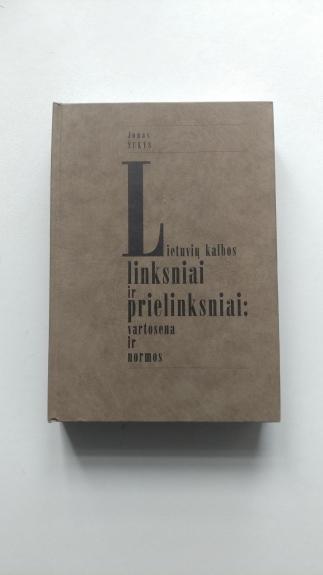 Jonas
ŠUKYS
Lietuvių kalbos
linksniai
ir
prielinksniai:
vartosena
ir
normos